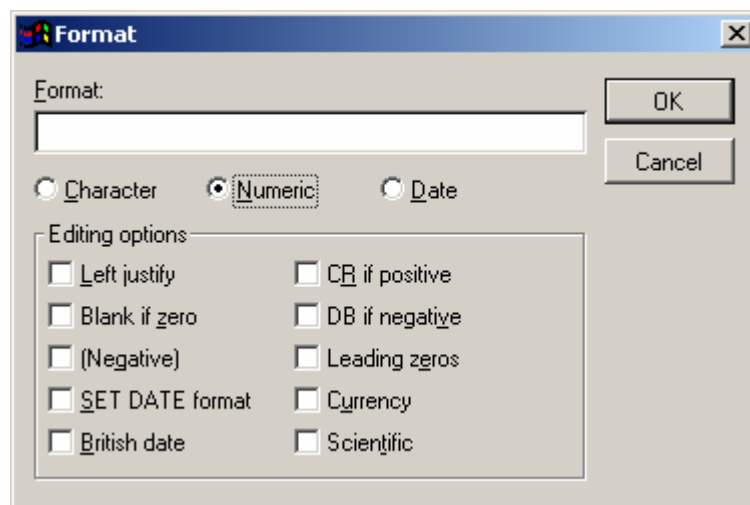 Format
Format:
OK
Cancel
Character Numeric Date
Editing options
Left justify CR if positive
Blank if zero DB if negative
(Negative) Leading zeros
SET DATE format Currency
British date Scientific